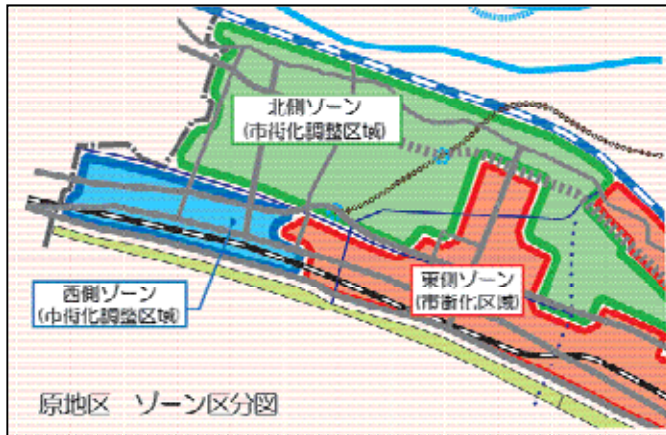 北側ゾーン
(市街化調整区域)
西側ゾーン
(市街化調整区域)
東側ゾーン
(市街化区域)
原地区 ゾーン区分図